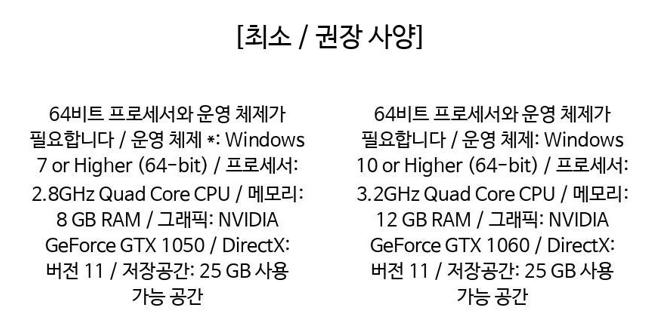 [최소 / 권장 사양]
64비트 프로세서와 운영 체제가
필요합니다 / 운영 체제 *: Windows
7 or Higher (64-bit) / 프로세서:
2.8GHz Quad Core CPU / 메모리:
8 GB RAM / 그래픽: NVIDIA
GeForce GTX 1050 / DirectX:
버전 11 / 저장공간: 25 GB 사용
가능 공간
64비트 프로세서와 운영 체제가
필요합니다 / 운영 체제: Windows
10 or Higher (64-bit) / 프로세서:
3.2GHz Quad Core CPU / 메모리:
12 GB RAM / 그래픽: NVIDIA
GeForce GTX 1060 / DirectX:
버전 11 / 저장공간: 25 GB 사용
가능 공간